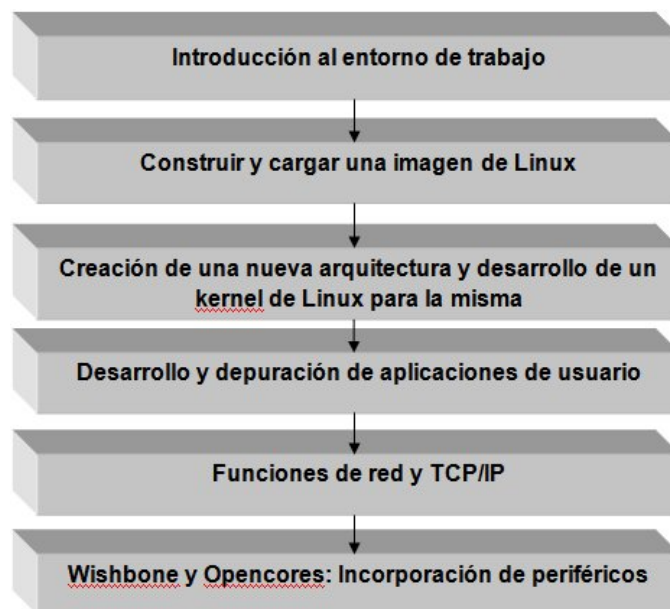 Introducción al entorno de trabajo
Construir y cargar una imagen de Linux
Creación de una nueva arquitectura y desarrollo de un
kernel de Linux para la misma
Desarrollo y depuración de aplicaciones de usuario
Funciones de red y TCP/IP
Wishbone y Opencores: Incorporación de periféricos